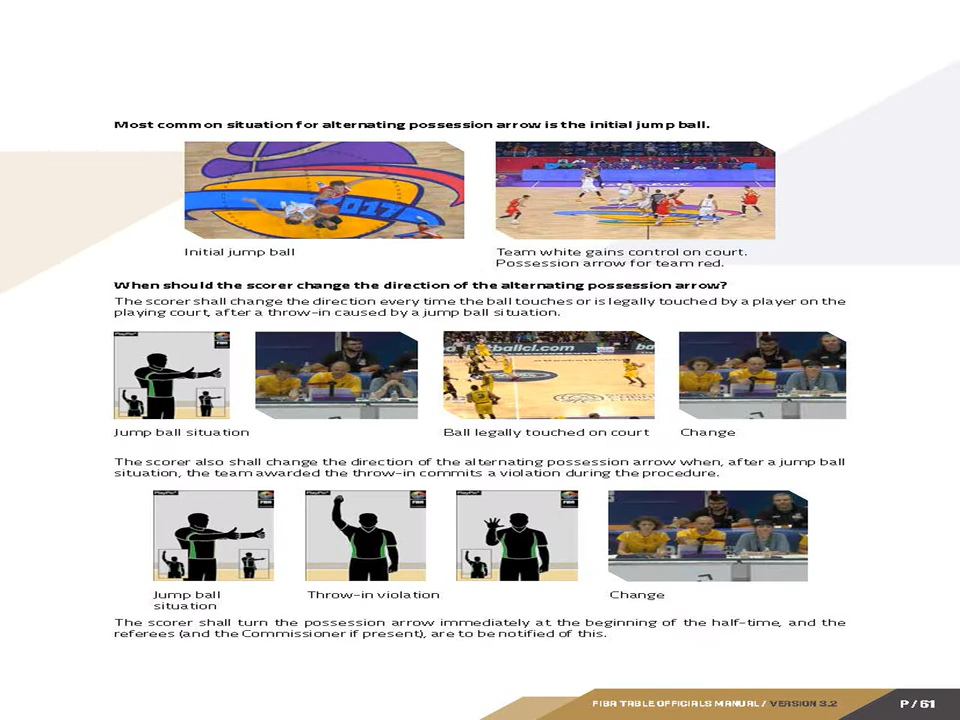 Most common situation for alternating possession arrow is the initial jump ball.
2017
Initial jump ball
Team white gains control on court.
Possession arrow for team red.
When should the scorer change the direction of the alternating possession arrow?
The scorer shall change the direction every time the ball touches or is legally touched by a player on the
playing court, after a throw-in caused by a jump ball situation.
FIBA
tballcl.com
Jump ball situation
Ball legally touched on court
Change
The scorer also shall change the direction of the alternating possession arrow when, after a jump ball
situation, the team awarded the throw-in commits a violation during the procedure.
FIBA
FIBA
FIBA
Jump ball
situation
Throw-in violation
Change
The scorer shall turn the possession arrow immediately at the beginning of the half-time, and the
referees (and the Commissioner if present), are to be notified of this.
FIBA TABLE OFFICIALS MANUAL / VERSION 3.2
P / 61